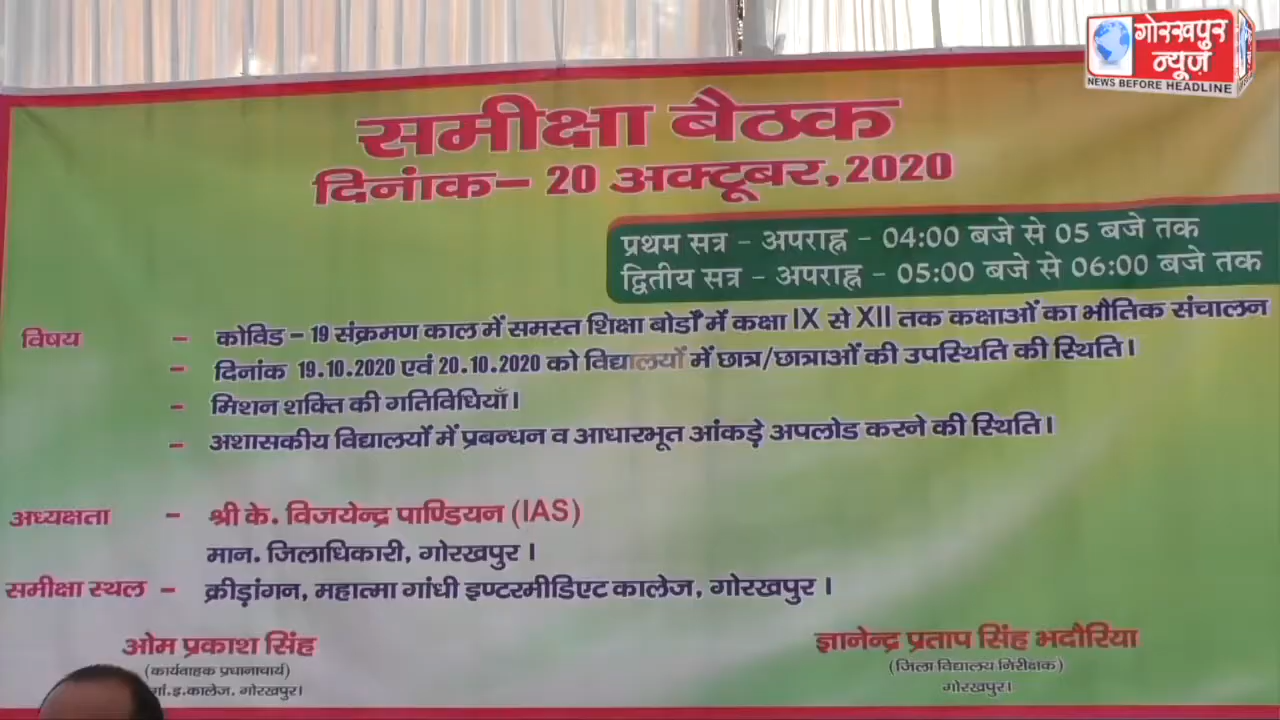 गोरखपुर
न्यूज़
NEWS BEFORE HEADLINE
समीक्षा बैठक
दिनांक– 20 अक्टूबर,2020
प्रथम सत्र - अपराह्न - 04:00 बजे से 05 बजे तक
द्वितीय सत्र - अपराह्न - 05:00 बजे से 06:00 बजे तक
विषय - कोविड – 19 संक्रमण काल में समस्त शिक्षा बोर्डों में कक्षा IX से XII तक कक्षाओं का भौतिक संचालन
- दिनांक 19.10.2020 एवं 20.10.2020 को विद्यालयों में छात्र/छात्राओं की उपस्थिति की स्थिति।
- मिशन शक्ति की गतिविधियाँ।
- अशासकीय विद्यालयों में प्रबन्धन व आधारभूत आंकड़े अपलोड करने की स्थिति।
अध्यक्षता - श्री के. विजयेन्द्र पाण्डियन (IAS)
मान. जिलाधिकारी, गोरखपुर।
समीक्षा स्थल - क्रीड़ांगन, महात्मा गांधी इण्टरमीडिएट कालेज, गोरखपुर।
ओम प्रकाश सिंह
(कार्यवाहक प्रधानाचार्य)
गां.इ.कालेज. गोरखपुर।
ज्ञानेन्द्र प्रताप सिंह भदौरिया
(जिला विद्यालय निरीक्षक)
गोरखपुर।